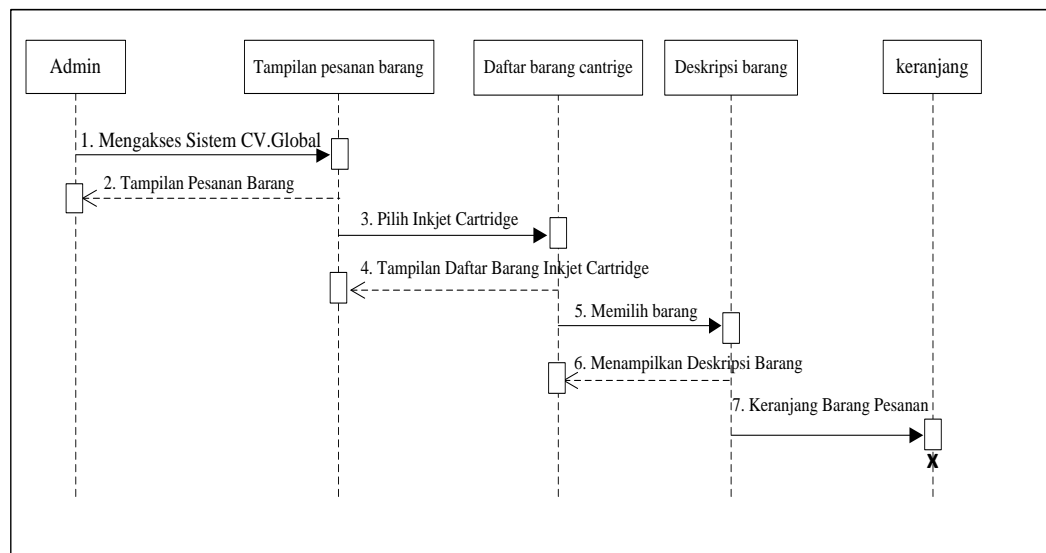 Admin
Tampilan pesanan barang
Daftar barang cantrige
Deskripsi barang
keranjang
1. Mengakses Sistem CV.Global
2. Tampilan Pesanan Barang
3. Pilih Inkjet Cartridge
4. Tampilan Daftar Barang Inkjet Cartridge
5. Memilih barang
6. Menampilkan Deskripsi Barang
7. Keranjang Barang Pesanan
X